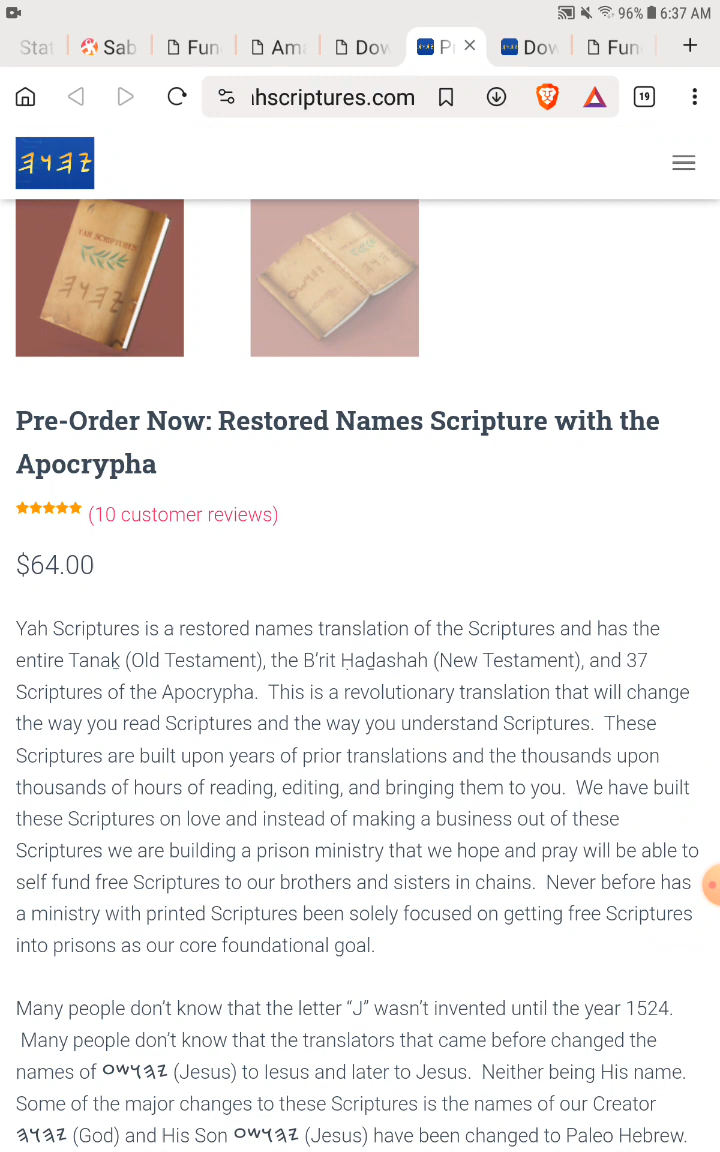 96% 6:37 AM
Stat Sab Fun Ama Dow P Dow Fun
hscriptures.com 19
𐤉𐤄𐤅𐤄
YAH SCRIPTURES
𐤉𐤄𐤅𐤄
Pre-Order Now: Restored Names Scripture with the
Apocrypha
(10 customer reviews)
$64.00
Yah Scriptures is a restored names translation of the Scriptures and has the
entire Tanaḵ (Old Testament), the B’rit Ḥaḏashah (New Testament), and 37
Scriptures of the Apocrypha.  This is a revolutionary translation that will change
the way you read Scriptures and the way you understand Scriptures.  These
Scriptures are built upon years of prior translations and the thousands upon
thousands of hours of reading, editing, and bringing them to you.  We have built
these Scriptures on love and instead of making a business out of these
Scriptures we are building a prison ministry that we hope and pray will be able to
self fund free Scriptures to our brothers and sisters in chains.  Never before has
a ministry with printed Scriptures been solely focused on getting free Scriptures
into prisons as our core foundational goal.
Many people don’t know that the letter “J” wasn’t invented until the year 1524.
Many people don’t know that the translators that came before changed the
names of 𐤉𐤄𐤅𐤔𐤏 (Jesus) to Iesus and later to Jesus.  Neither being His name.
Some of the major changes to these Scriptures is the names of our Creator
𐤉𐤄𐤅𐤄 (God) and His Son 𐤉𐤄𐤅𐤔𐤏 (Jesus) have been changed to Paleo Hebrew.